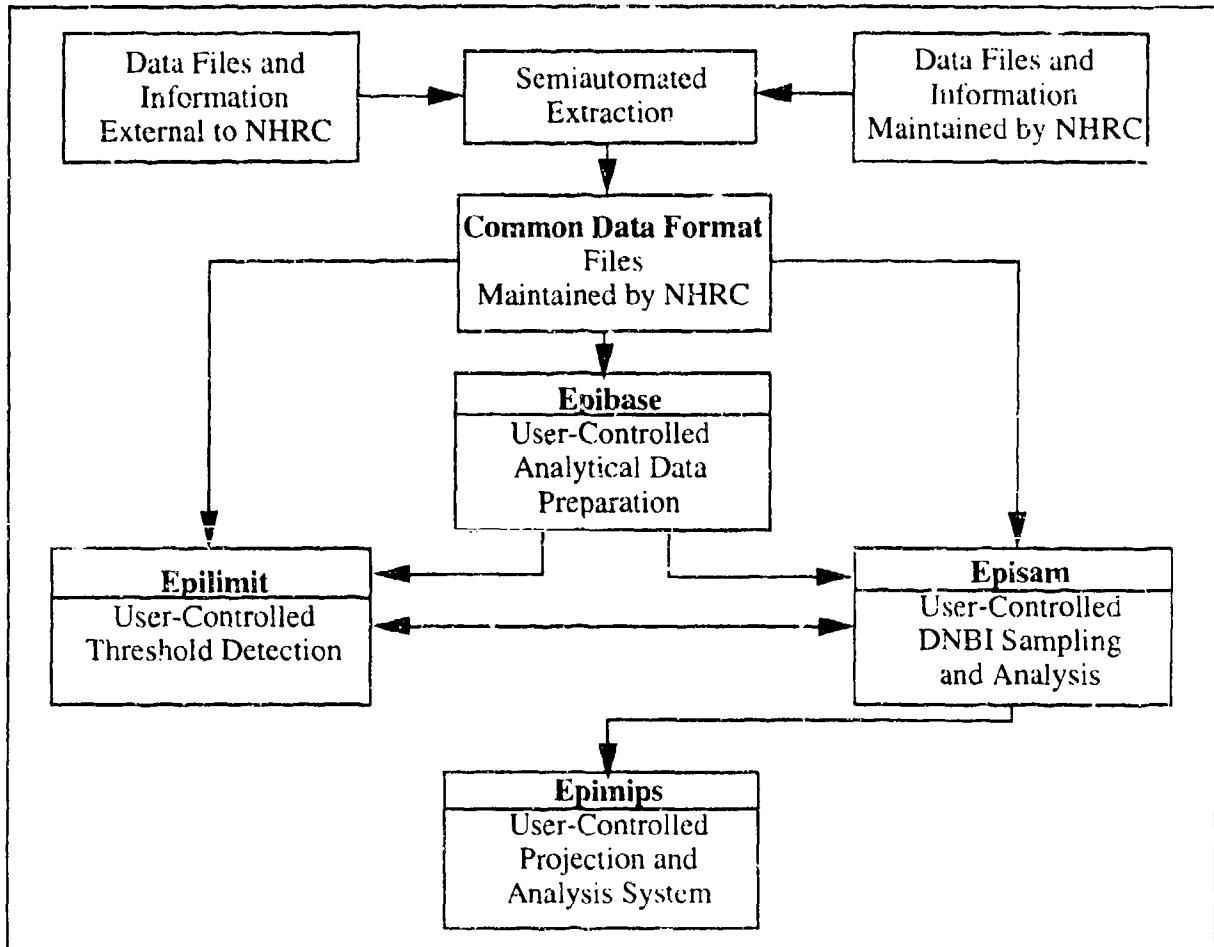 Data Files and
Information
External to NHRC
Semiautomated
Extraction
Data Files and
Information
Maintained by NHRC
Common Data Format
Files
Maintained by NHRC
Epibase
User-Controlled
Analytical Data
Preparation
Epilimit
User-Controlled
Threshold Detection
Episam
User-Controlled
DNBI Sampling
and Analysis
Epimips
User-Controlled
Projection and
Analysis System